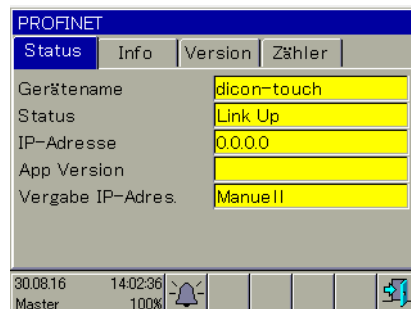 PROFINET
Status Info Version Zähler
Gerätename dicon-touch
Status Link Up
IP-Adresse 0.0.0.0
App Version
Vergabe IP-Adres. Manuell
30.08.16 14:02:36
Master 100%